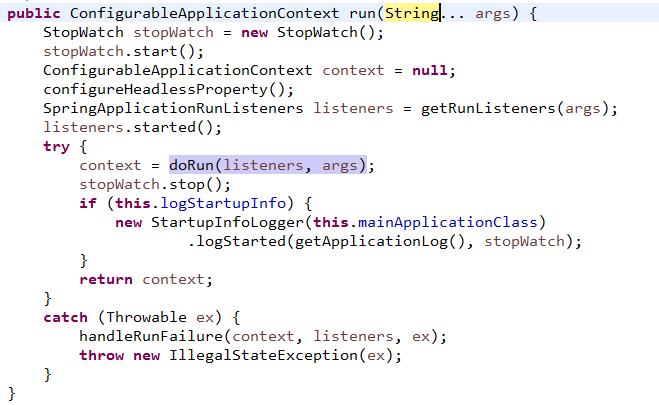 public ConfigurableApplicationContext run(String... args) {
    StopWatch stopWatch = new StopWatch();
    stopWatch.start();
    ConfigurableApplicationContext context = null;
    configureHeadlessProperty();
    SpringApplicationRunListeners listeners = getRunListeners(args);
    listeners.started();
    try {
        context = doRun(listeners, args);
        stopWatch.stop();
        if (this.logStartupInfo) {
            new StartupInfoLogger(this.mainApplicationClass)
                    .logStarted(getApplicationLog(), stopWatch);
        }
        return context;
    }
    catch (Throwable ex) {
        handleRunFailure(context, listeners, ex);
        throw new IllegalStateException(ex);
    }
}